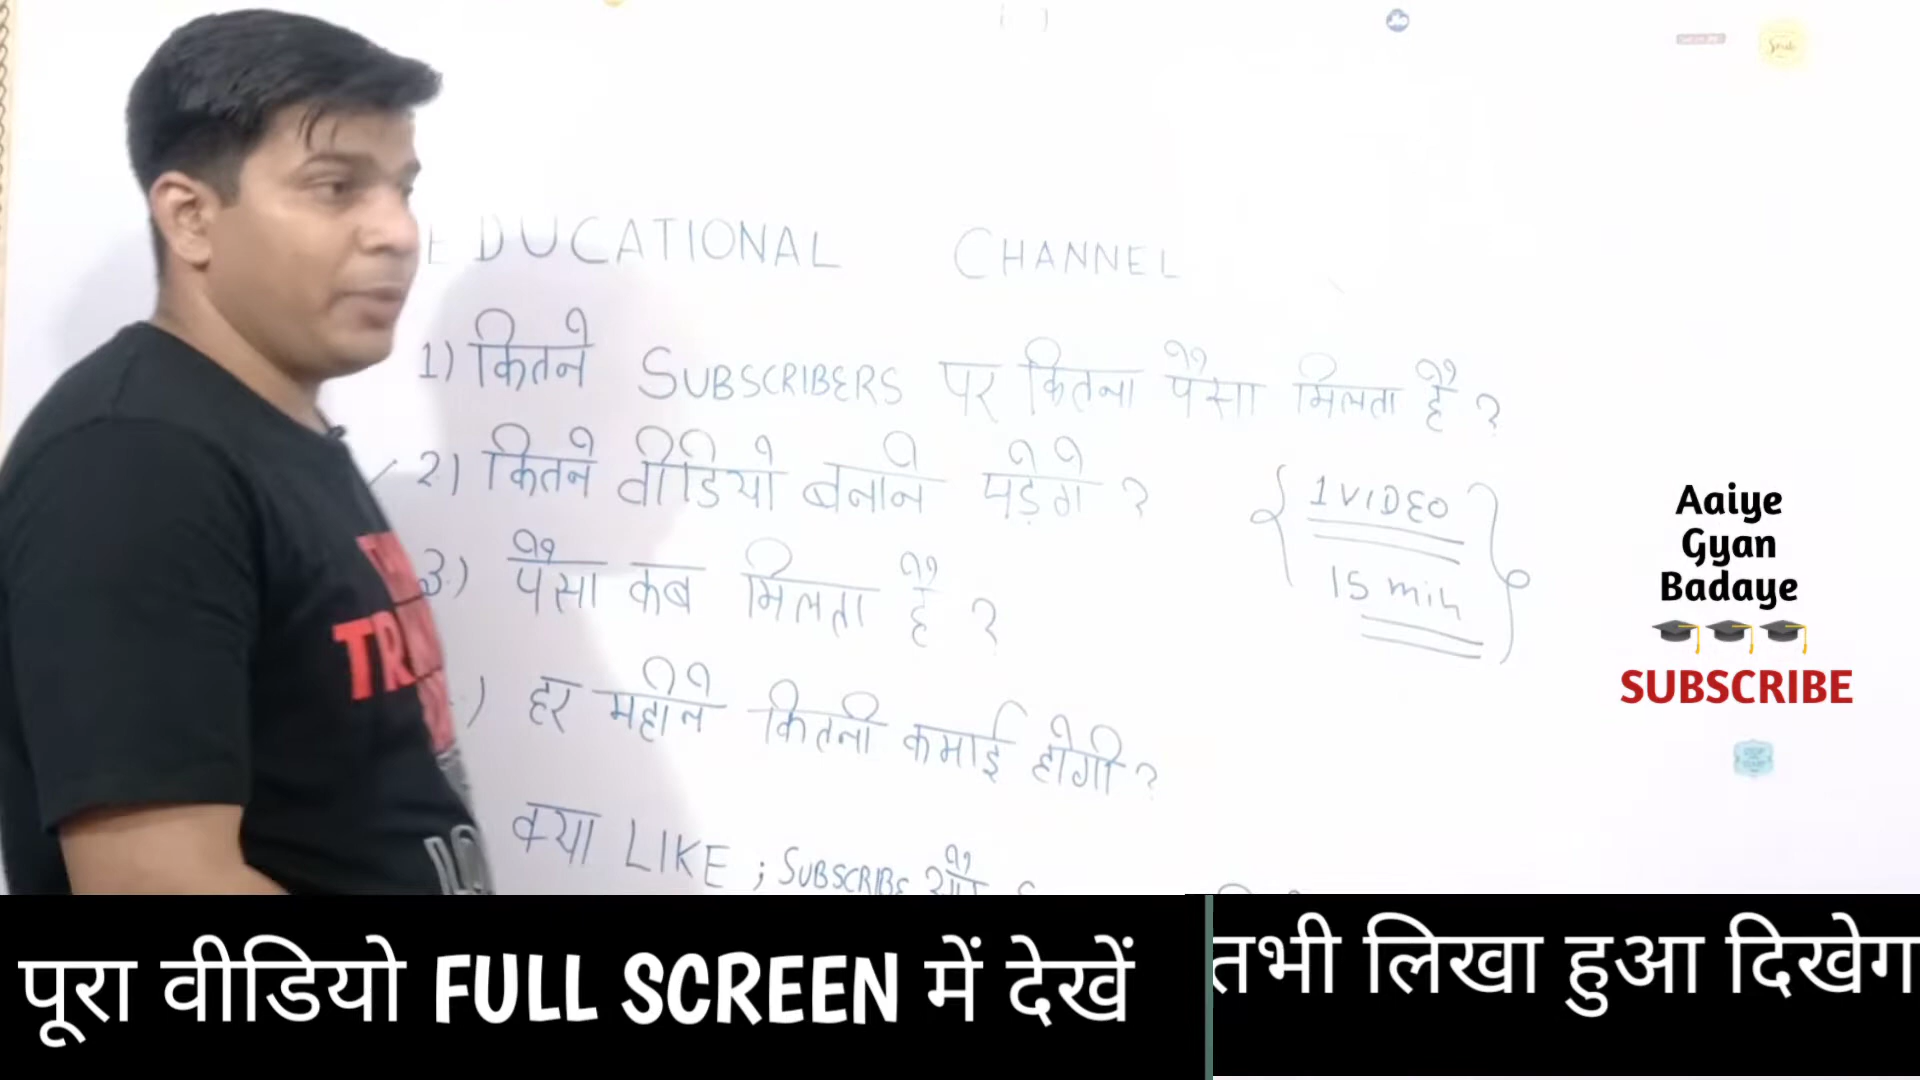 EDUCATIONAL CHANNEL
1) कितने SUBSCRIBERS पर कितना पैसा मिलता है ?
2) कितने वीडियो बनाने पड़ेगे ?
1 VIDEO
15 min
3) पैसा कब मिलता है ?
) हर महीने कितनी कमाई होगी ?
क्या LIKE ; SUBSCRIBE
Aaiye
Gyan
Badaye
SUBSCRIBE
पूरा वीडियो FULL SCREEN में देखें
तभी लिखा हुआ दिखेग